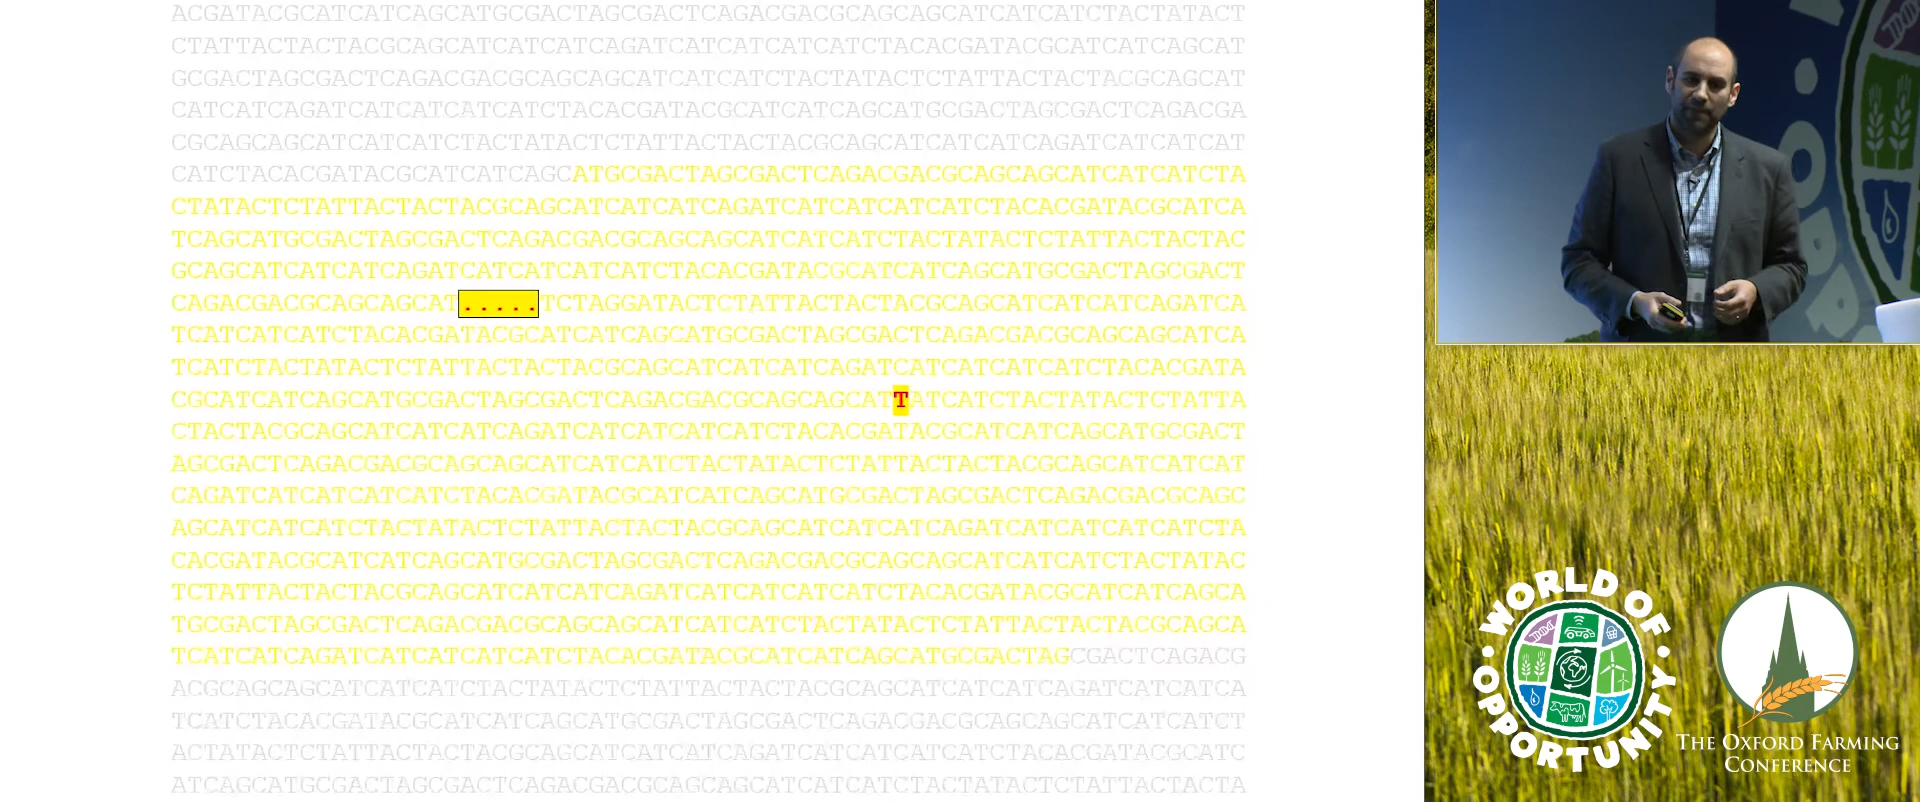 ACGATACGCATCATCAGCATGCGACTAGCGACTCAGACGACGCAGCAGCATCATCATCTACTATACT
CTATTACTACTACGCAGCATCATCATCAGATCATCATCATCATCTACACGATACGCATCATCAGCAT
GCGACTAGCGACTCAGACGACGCAGCAGCATCATCATCTACTATACTCTATTACTACTACGCAGCAT
CATCATCAGATCATCATCATCATCTACACGATACGCATCATCAGCATGCGACTAGCGACTCAGACGA
CGCAGCAGCATCATCATCTACTATACTCTATTACTACTACGCAGCATCATCATCAGATCATCATCAT
CATCTACACGATACGCATCATCAGCATGCGACTAGCGACTCAGACGACGCAGCAGCATCATCATCTA
CTATACTCTATTACTACTACGCAGCATCATCATCAGATCATCATCATCATCTACACGATACGCATCA
TCAGCATGCGACTAGCGACTCAGACGACGCAGCAGCATCATCATCTACTATACTCTATTACTACTAC
GCAGCATCATCATCAGATCATCATCATCATCTACACGATACGCATCATCAGCATGCGACTAGCGACT
CAGACGACGCAGCAGCAT.....TCTAGGATACTCTATTACTACTACGCAGCATCATCATCAGATCA
TCATCATCATCTACACGATACGCATCATCAGCATGCGACTAGCGACTCAGACGACGCAGCAGCATCA
TCATCTACTATACTCTATTACTACTACGCAGCATCATCATCAGATCATCATCATCATCTACACGATA
CGCATCATCAGCATGCGACTAGCGACTCAGACGACGCAGCAGCATTATCATCTACTATACTCTATTA
CTACTACGCAGCATCATCATCAGATCATCATCATCATCTACACGATACGCATCATCAGCATGCGACT
AGCGACTCAGACGACGCAGCAGCATCATCATCTACTATACTCTATTACTACTACGCAGCATCATCAT
CAGATCATCATCATCATCTACACGATACGCATCATCAGCATGCGACTAGCGACTCAGACGACGCAGC
AGCATCATCATCTACTATACTCTATTACTACTACGCAGCATCATCATCAGATCATCATCATCATCTA
CACGATACGCATCATCAGCATGCGACTAGCGACTCAGACGACGCAGCAGCATCATCATCTACTATAC
TCTATTACTACTACGCAGCATCATCATCAGATCATCATCATCATCTACACGATACGCATCATCAGCA
TGCGACTAGCGACTCAGACGACGCAGCAGCATCATCATCTACTATACTCTATTACTACTACGCAGCA
TCATCATCAGATCATCATCATCATCTACACGATACGCATCATCAGCATGCGACTAGCGACTCAGACG
ACGCAGCAGCATCATCATCTACTATACTCTATTACTACTACGCAGCATCATCATCAGATCATCATCA
TCATCTACACGATACGCATCATCAGCATGCGACTAGCGACTCAGACGACGCAGCAGCATCATCATCT
ACTATACTCTATTACTACTACGCAGCATCATCATCAGATCATCATCATCATCTACACGATACGCATC
ATCAGCATGCGACTAGCGACTCAGACGACGCAGCAGCATCATCATCTACTATACTCTATTACTACTA
WORLD OF
OPPORTUNITY
THE OXFORD FARMING
CONFERENCE